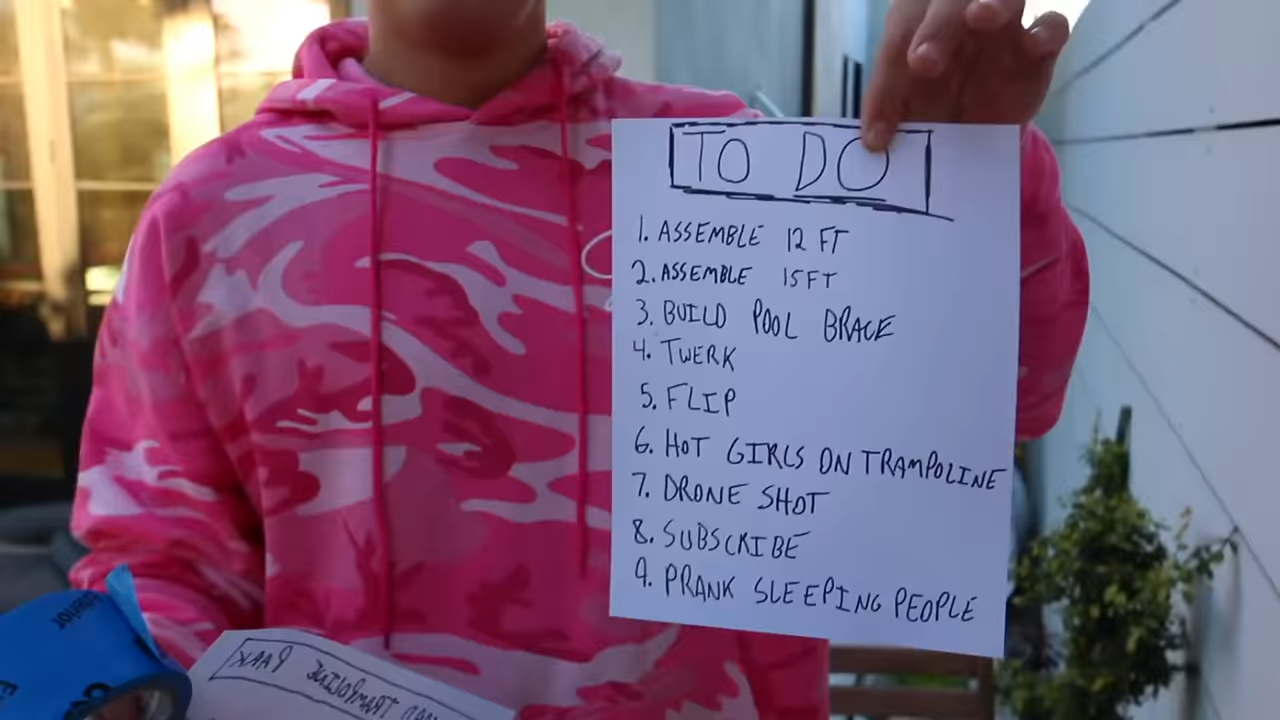 TO DO
1. ASSEMBLE 12 FT
2. ASSEMBLE 15FT
3. BUILD POOL BRACE
4. TWERK
5. FLIP
6. HOT GIRLS ON TRAMPOLINE
7. DRONE SHOT
8. SUBSCRIBE
9. PRANK SLEEPING PEOPLE